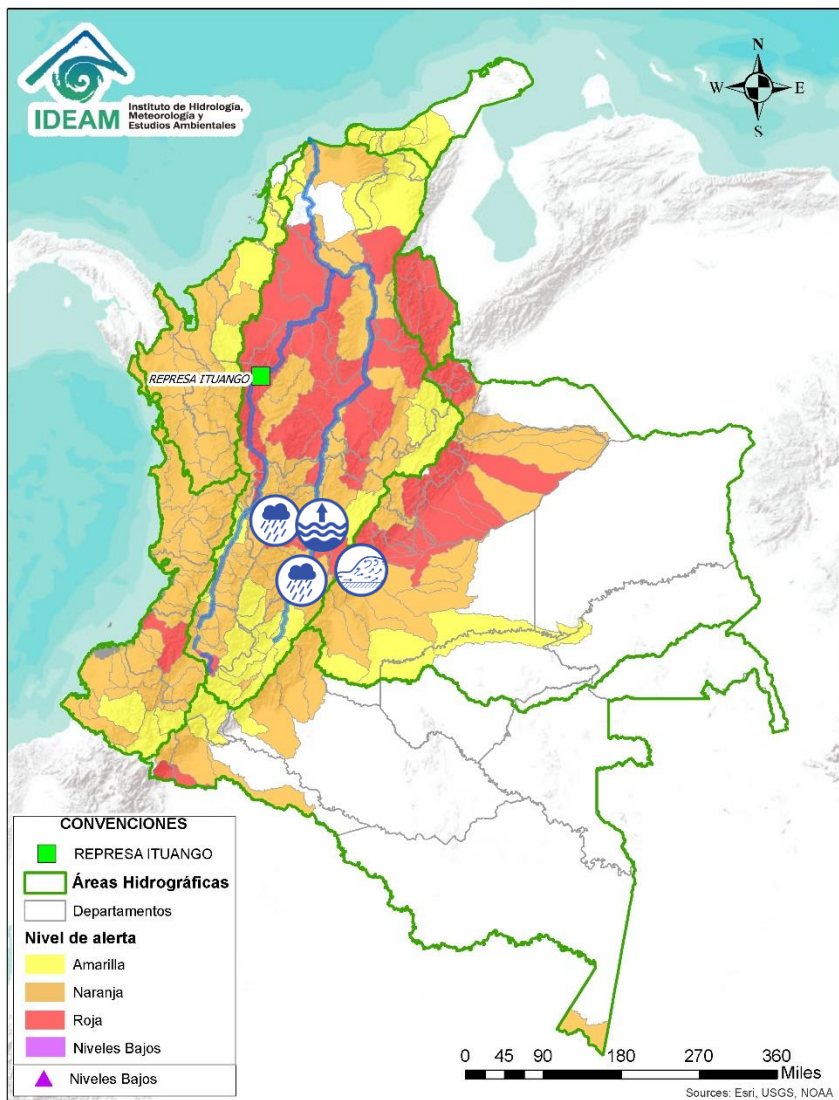 IDEAM
Instituto de Hidrología,
Meteorología y
Estudios Ambientales
N
W
E
S
REPRESA ITUANGO
CONVENCIONES
REPRESA ITUANGO
Áreas Hidrográficas
Departamentos
Nivel de alerta
Amarilla
Naranja
Roja
Niveles Bajos
Niveles Bajos
0 45 90 180 270 360
Miles
Sources: Esri, USGS, NOAA